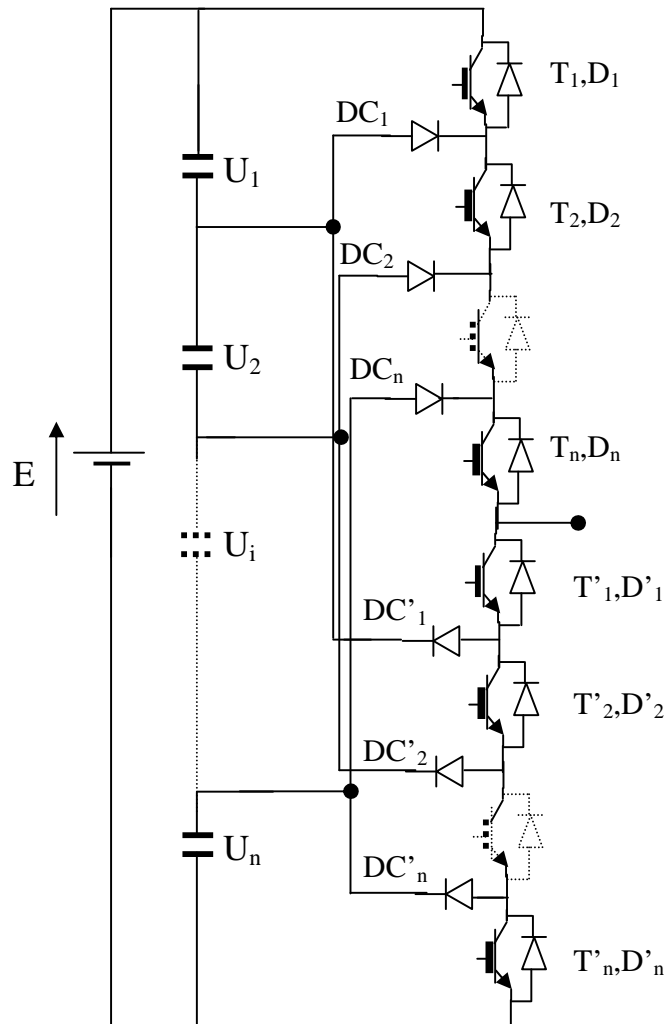 T₁,D₁
DC₁
U₁
T₂,D₂
DC₂
U₂
DCₙ
Tₙ,Dₙ
E
Uᵢ
T'₁,D'₁
DC'₁
T'₂,D'₂
DC'₂
Uₙ
DC'ₙ
T'ₙ,D'ₙ